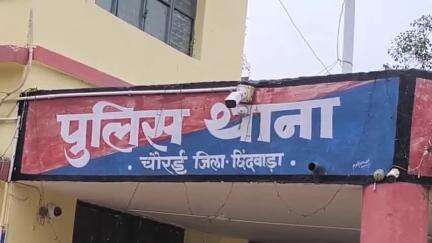 पुलिस थाना
· चौरई जिला-छिंदवाड़ा ·